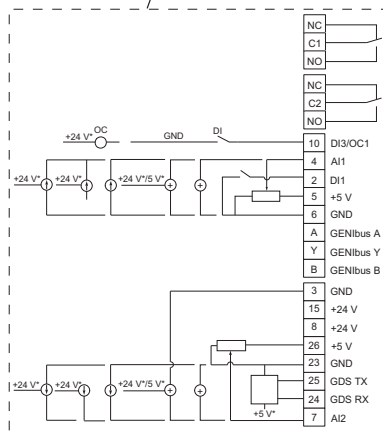 NC
C1
NO
NC
C2
NO
+24 V* OC GND DI 10 DI3/OC1
4 AI1
+24 V* +24 V* +24 V*/5 V* 2 DI1
5 +5 V
6 GND
A GENIbus A
Y GENIbus Y
B GENIbus B
3 GND
15 +24 V
8 +24 V
26 +5 V
23 GND
+24 V* +24 V* +24 V*/5 V* 25 GDS TX
24 GDS RX
+5 V* 7 AI2